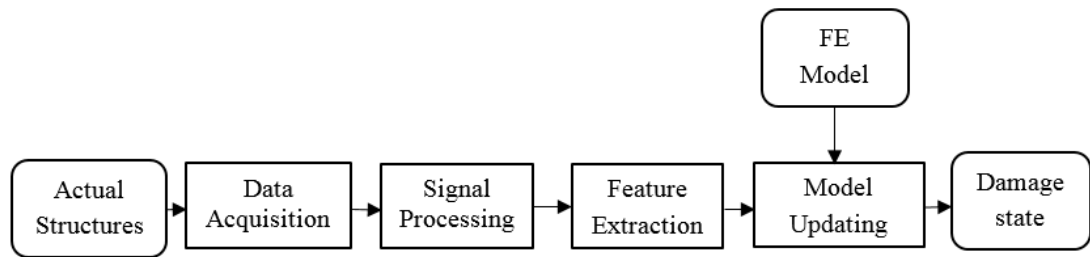 FE
Model
Actual
Structures
Data
Acquisition
Signal
Processing
Feature
Extraction
Model
Updating
Damage
state